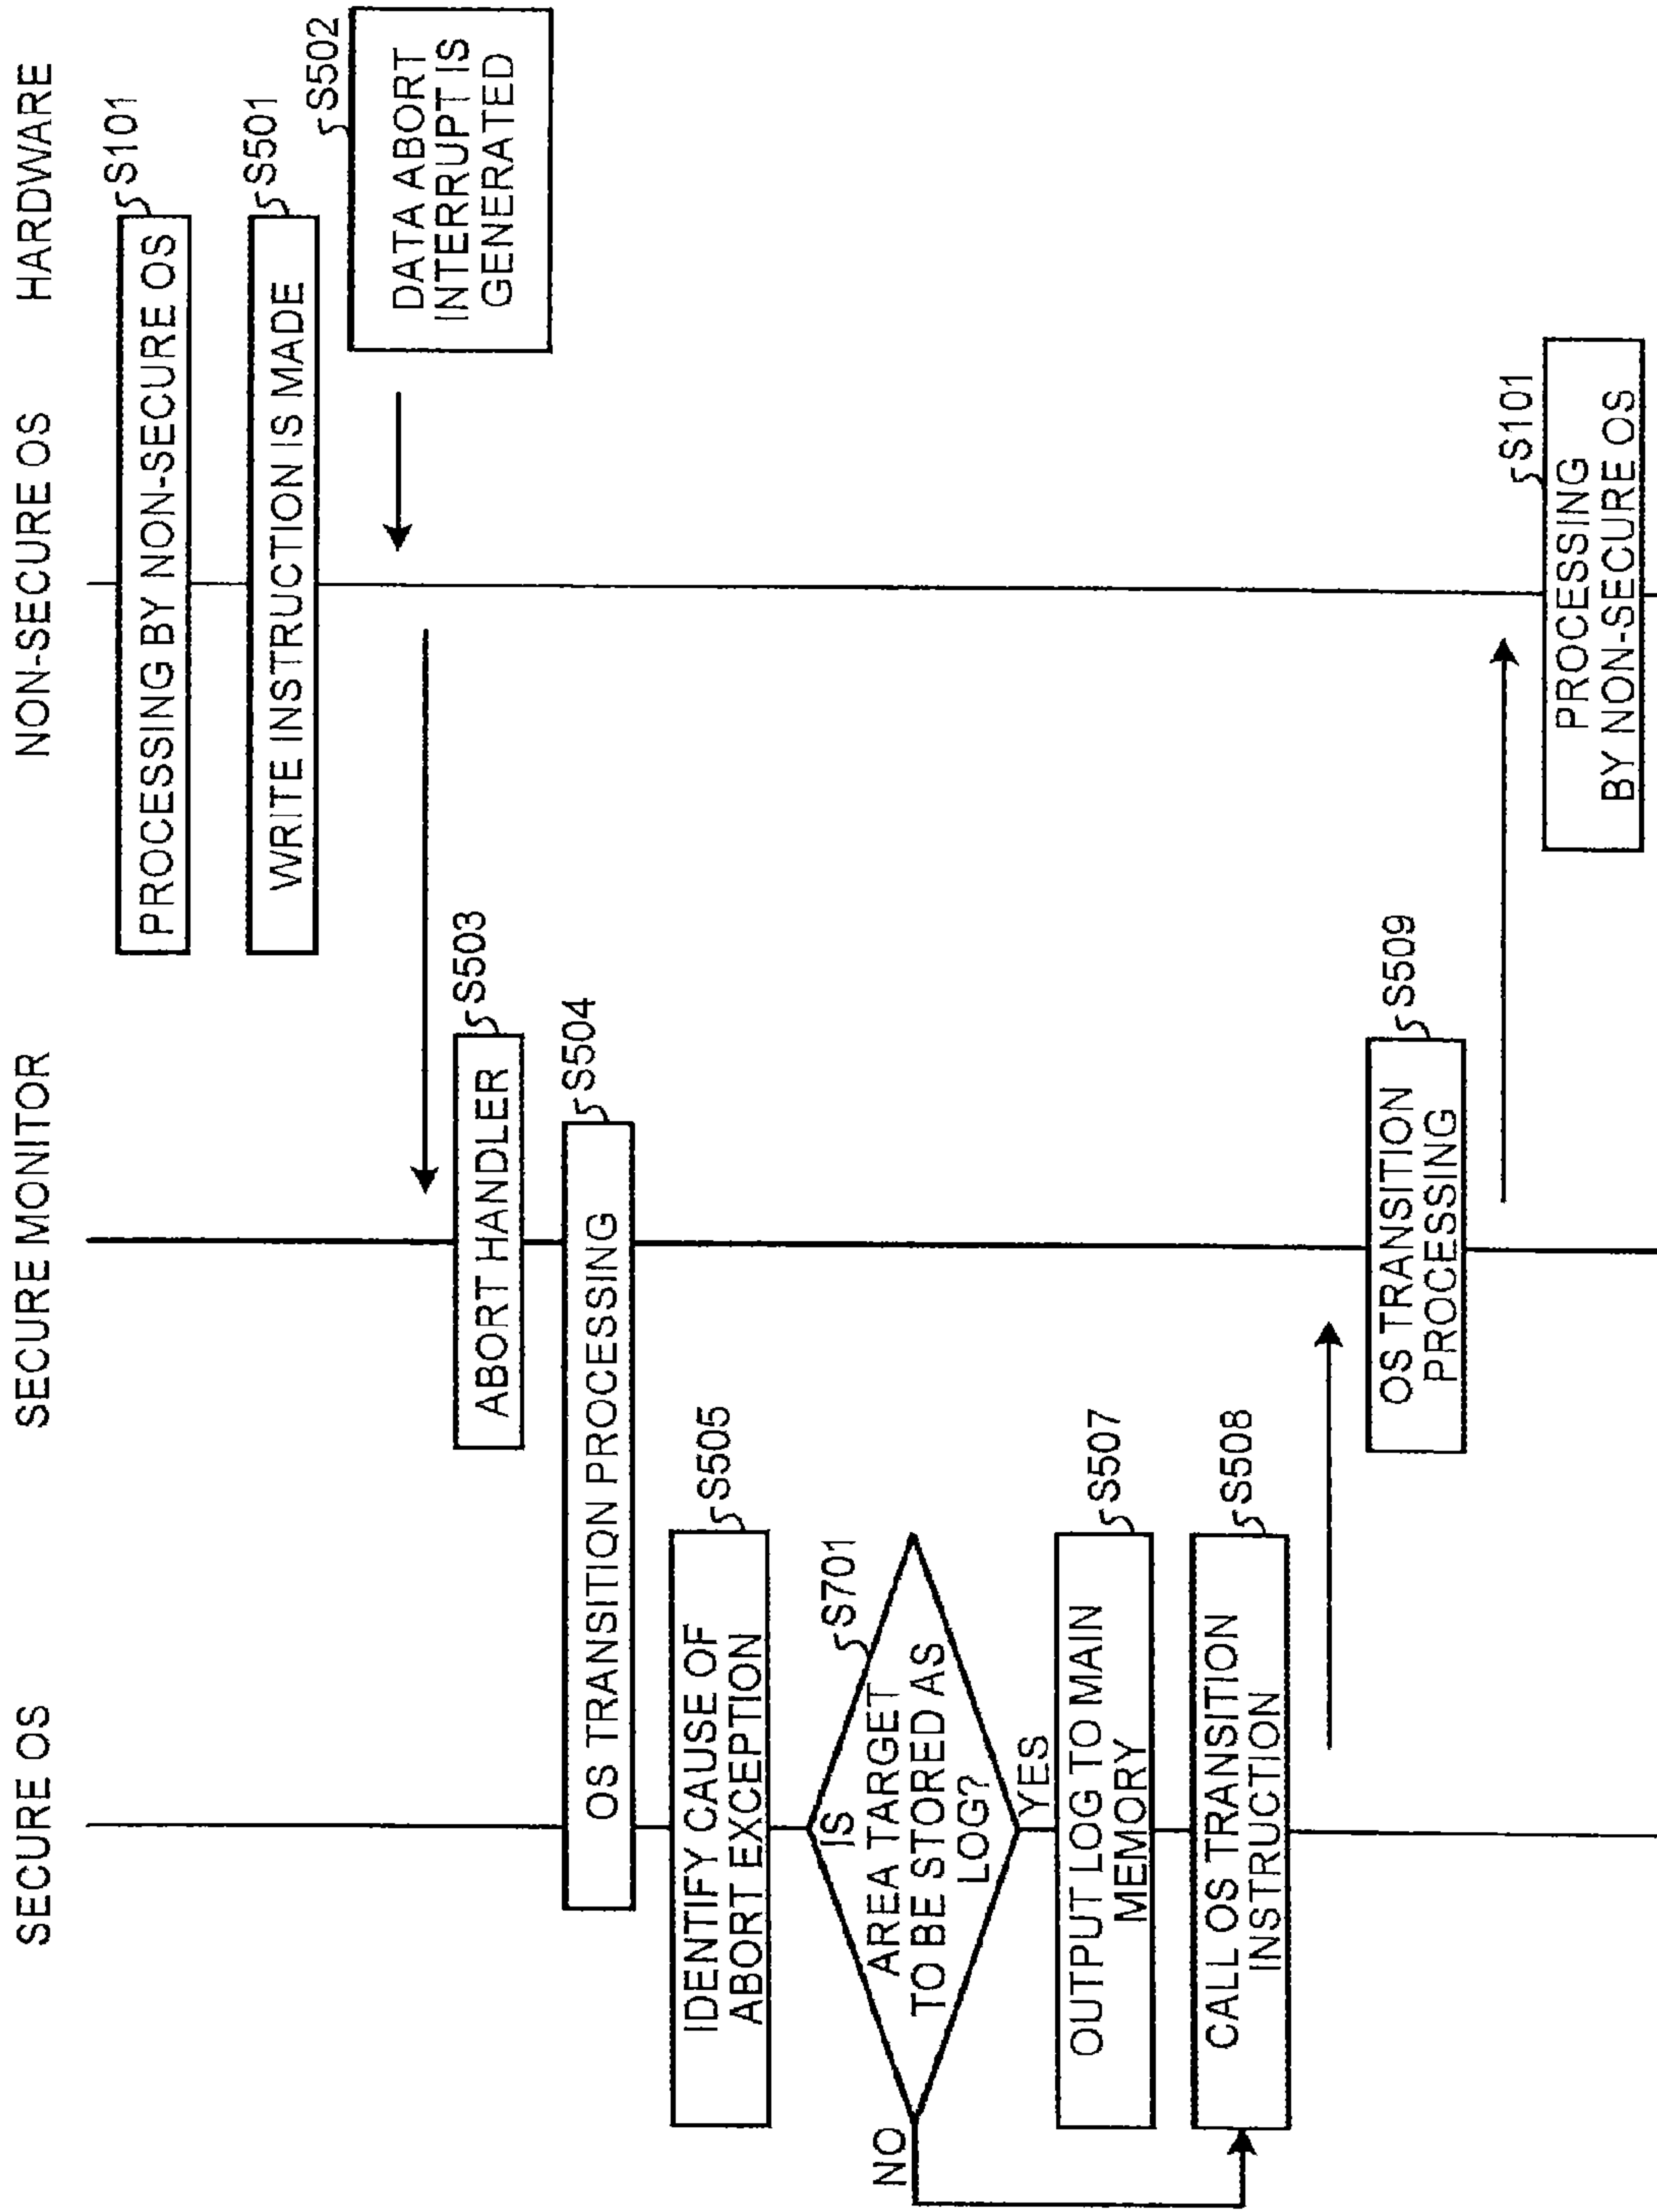 SECURE OS
SECURE MONITOR
NON-SECURE OS
HARDWARE
S101
PROCESSING BY NON-SECURE OS
S501
WRITE INSTRUCTION IS MADE
S502
DATA ABORT
INTERRUPT IS
GENERATED
S503
ABORT HANDLER
S504
OS TRANSITION PROCESSING
S505
IDENTIFY CAUSE OF
ABORT EXCEPTION
S701
IS
AREA TARGET
TO BE STORED AS
LOG?
NO
YES
S507
OUTPUT LOG TO MAIN
MEMORY
S508
CALL OS TRANSITION
INSTRUCTION
S509
OS TRANSITION
PROCESSING
S101
PROCESSING
BY NON-SECURE OS